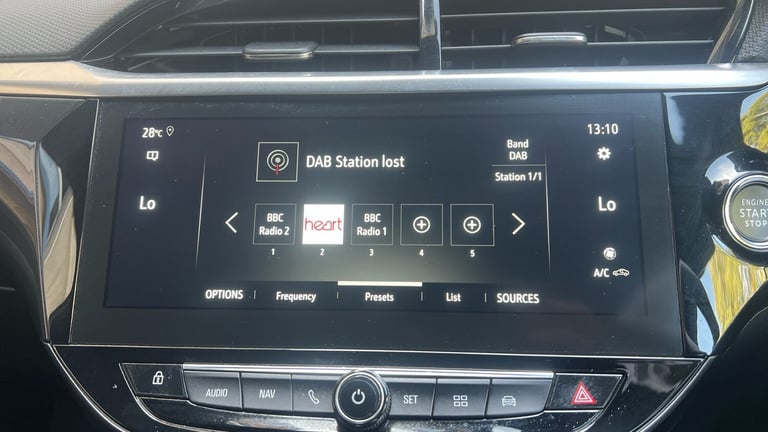 28°C
13:10
DAB Station lost
Band
DAB
Station 1/1
Lo
Lo
BBC
Radio 2
heart
BBC
Radio 1
1
2
3
4
5
A/C
OPTIONS
Frequency
Presets
List
SOURCES
ENGINE
START
STOP
AUDIO
NAV
SET